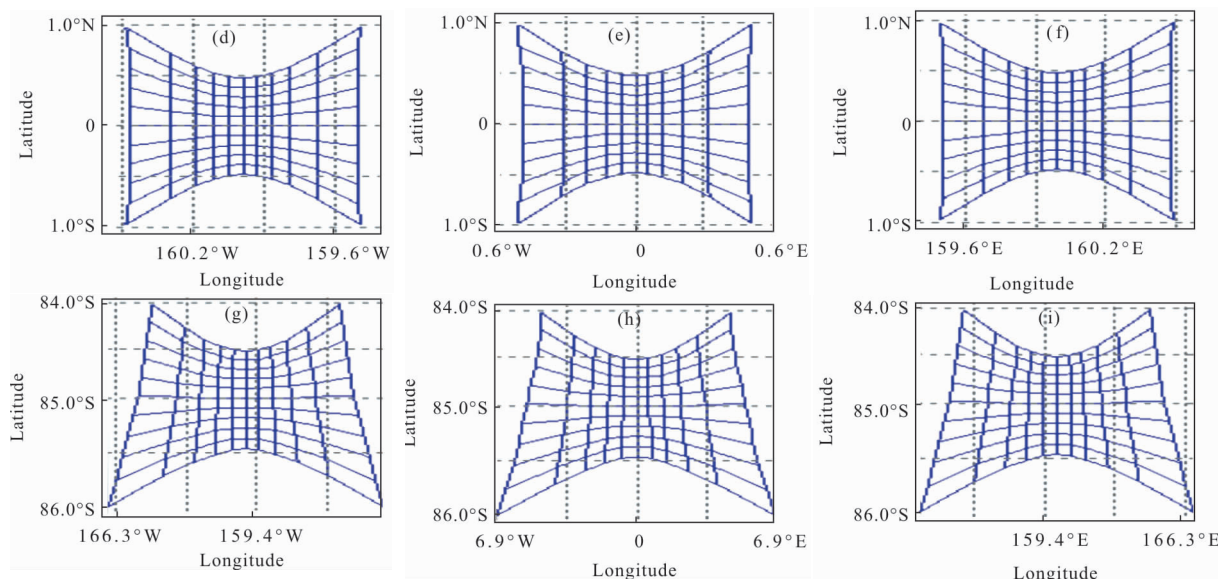 1.0°N
(d)
Latitude
0
1.0°S
160.2°W
159.6°W
Longitude
1.0°N
(e)
Latitude
0
1.0°S
0.6°W
0
0.6°E
Longitude
1.0°N
(f)
Latitude
0
1.0°S
159.6°E
160.2°E
Longitude
84.0°S
(g)
Latitude
85.0°S
86.0°S
166.3°W
159.4°W
Longitude
84.0°S
(h)
Latitude
85.0°S
86.0°S
6.9°W
0
6.9°E
Longitude
84.0°S
(i)
Latitude
85.0°S
86.0°S
159.4°E
166.3°E
Longitude